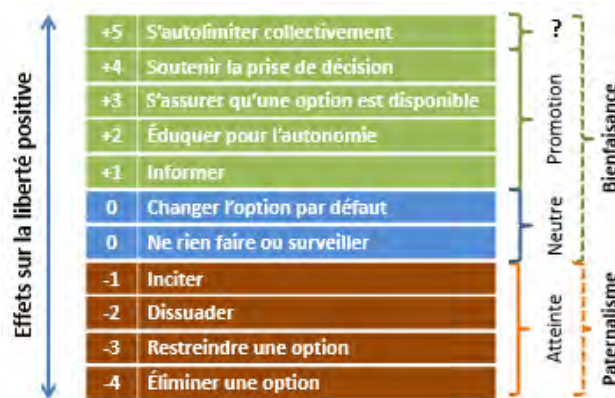 Effets sur la liberté positive
+5 S'autolimiter collectivement
+4 Soutenir la prise de décision
+3 S'assurer qu'une option est disponible
+2 Éduquer pour l'autonomie
+1 Informer
0 Changer l'option par défaut
0 Ne rien faire ou surveiller
-1 Inciter
-2 Dissuader
-3 Restreindre une option
-4 Éliminer une option
Promotion
Neutre
Atteinte
Bienfaisance
Paternalisme